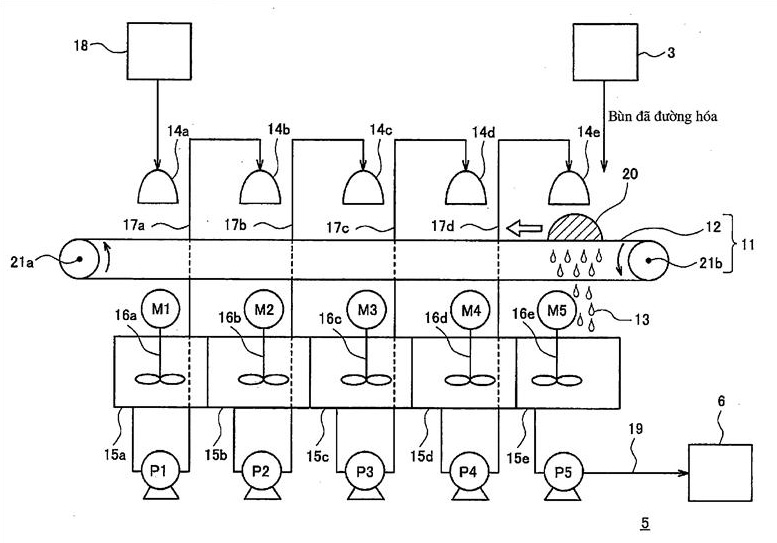 18
3
Bùn đã đường hóa
14a
14b
14c
14d
14e
20
17a
17b
17c
17d
12
11
21a
21b
M1
M2
M3
M4
M5
16a
16b
16c
16d
16e
13
15a
15b
15c
15d
15e
19
6
P1
P2
P3
P4
P5
5